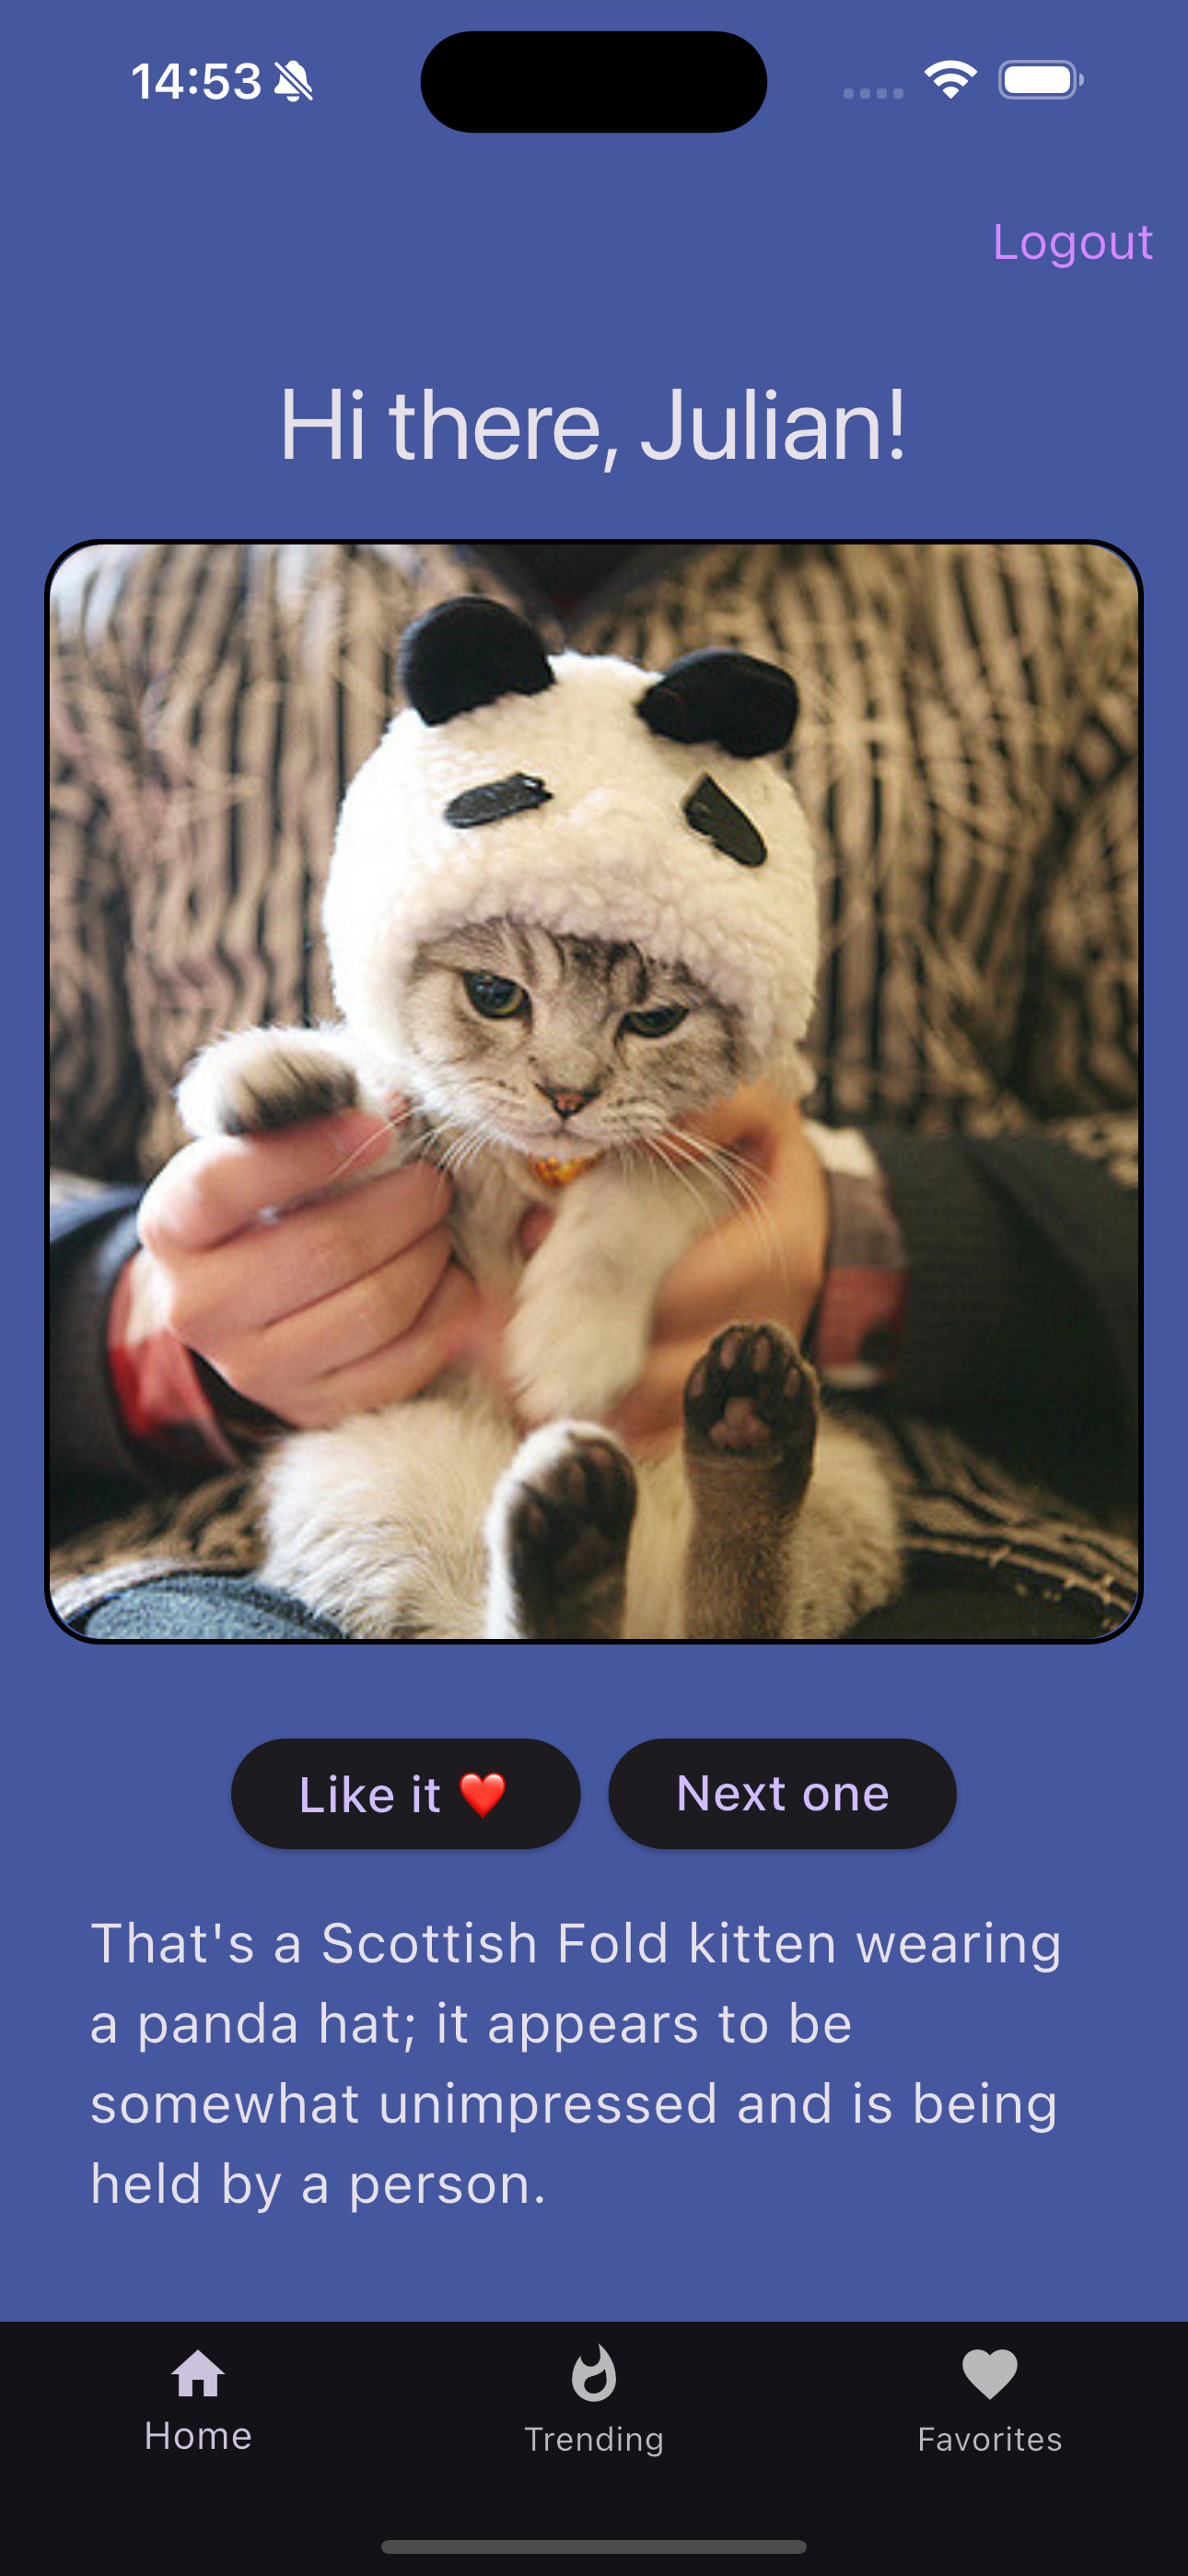 14:53
Logout
Hi there, Julian!
Like it ❤️ Next one
That's a Scottish Fold kitten wearing
a panda hat; it appears to be
somewhat unimpressed and is being
held by a person.
Home Trending Favorites